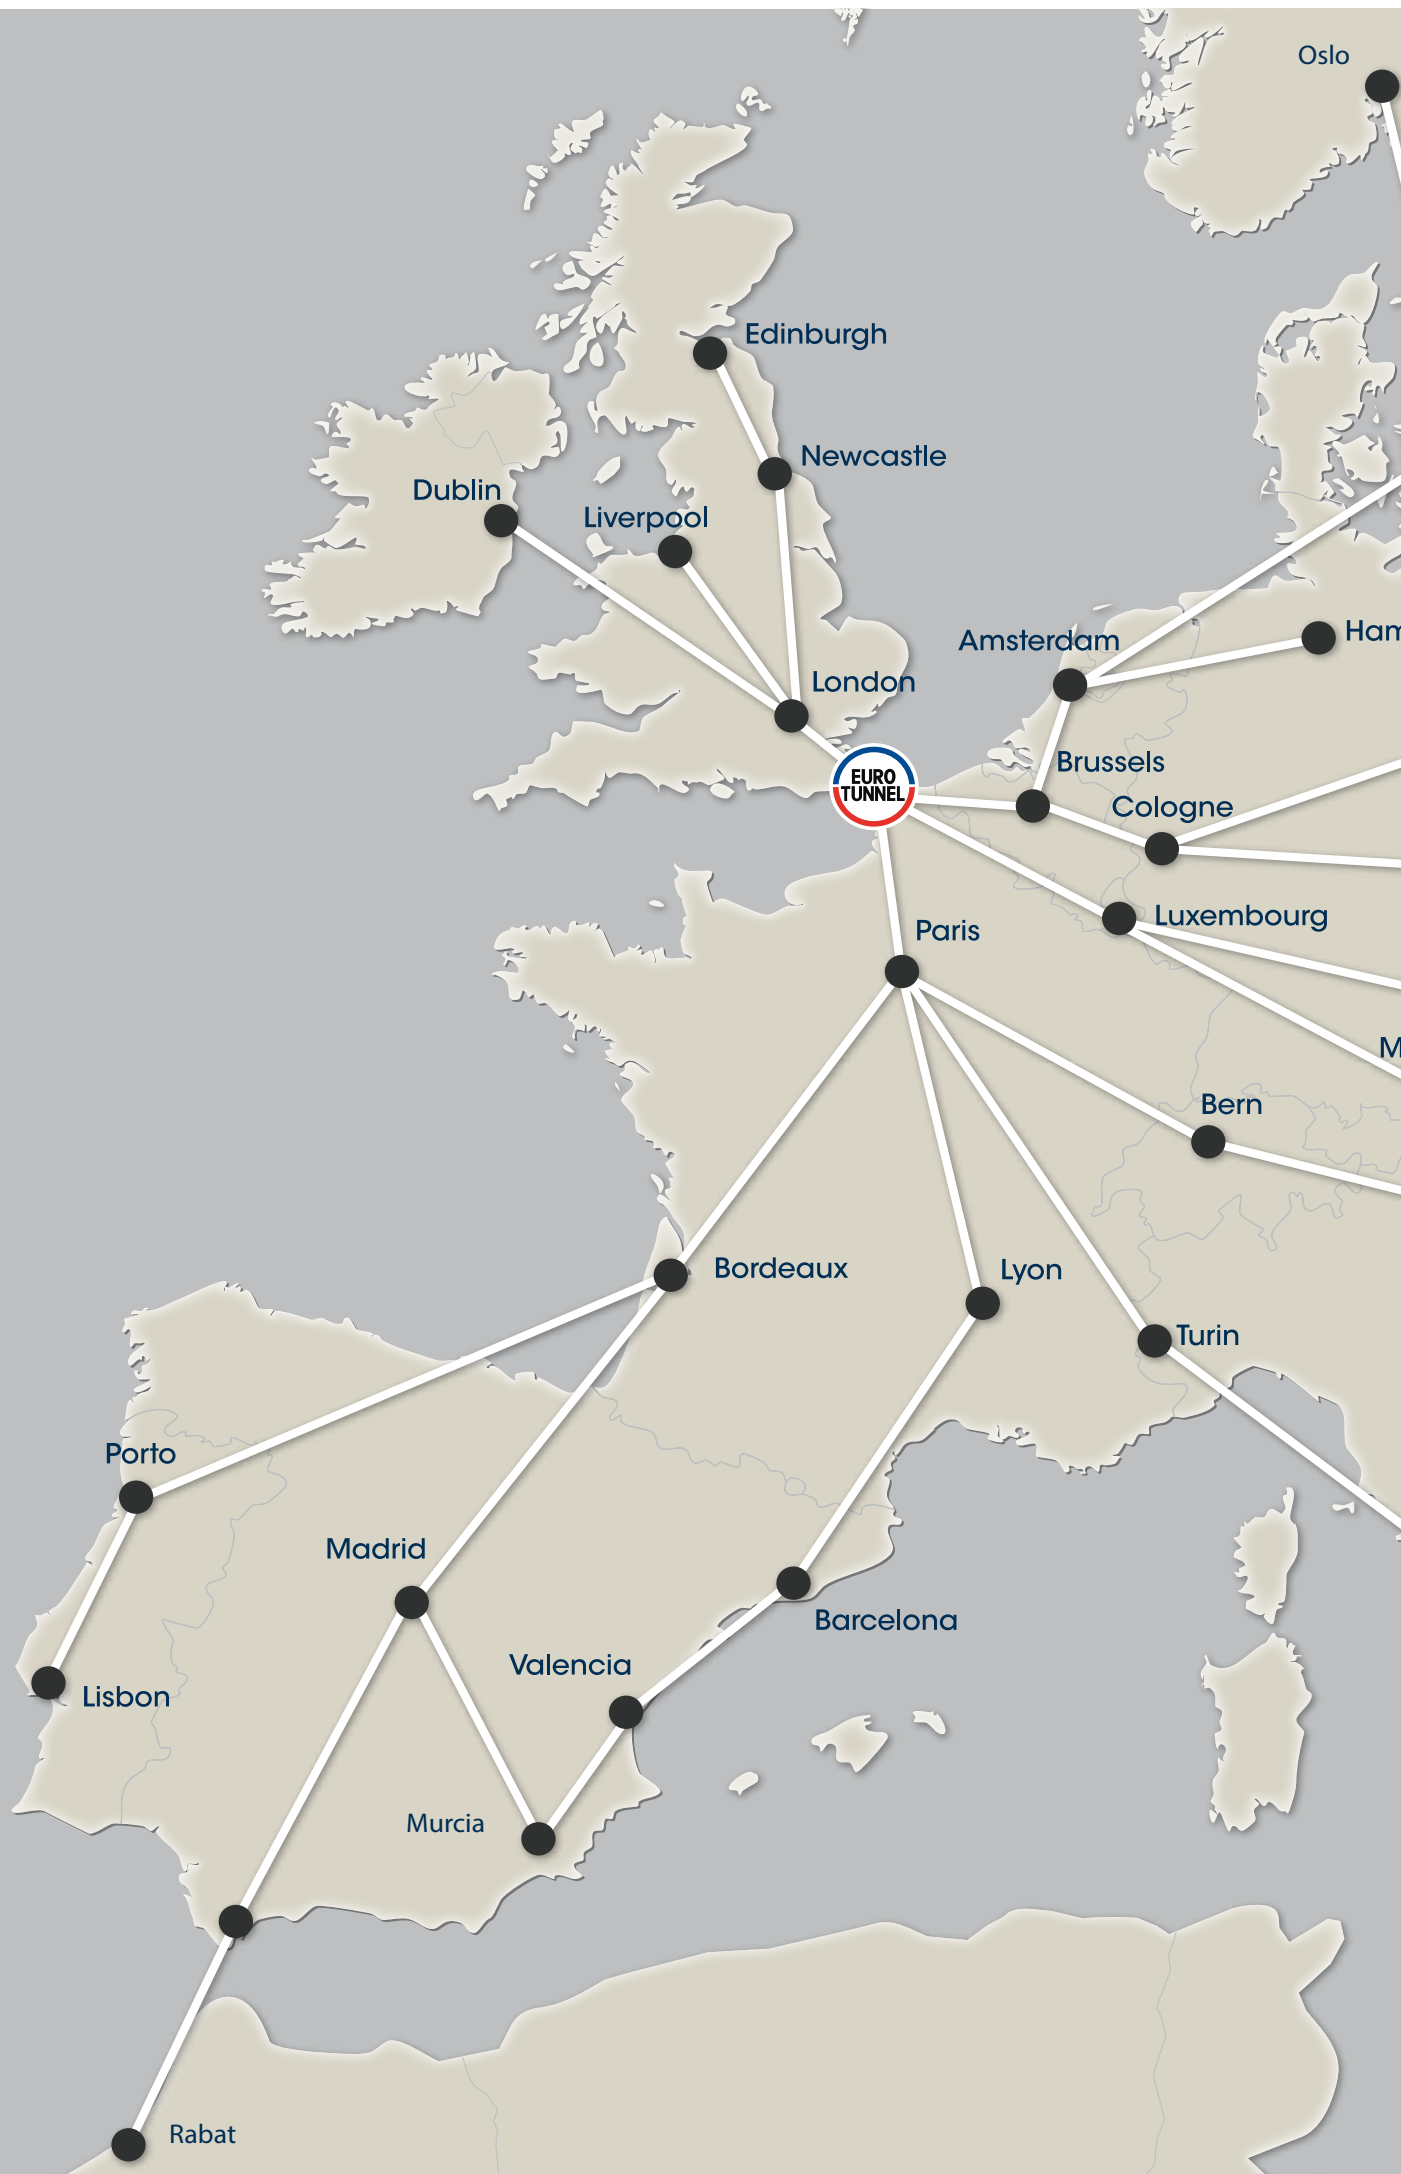 Oslo
Edinburgh
Newcastle
Dublin
Liverpool
Ham
Amsterdam
London
Brussels
EURO
TUNNEL
Cologne
Luxembourg
Paris
M
Bern
Bordeaux
Lyon
Turin
Porto
Madrid
Barcelona
Valencia
Lisbon
Murcia
Rabat